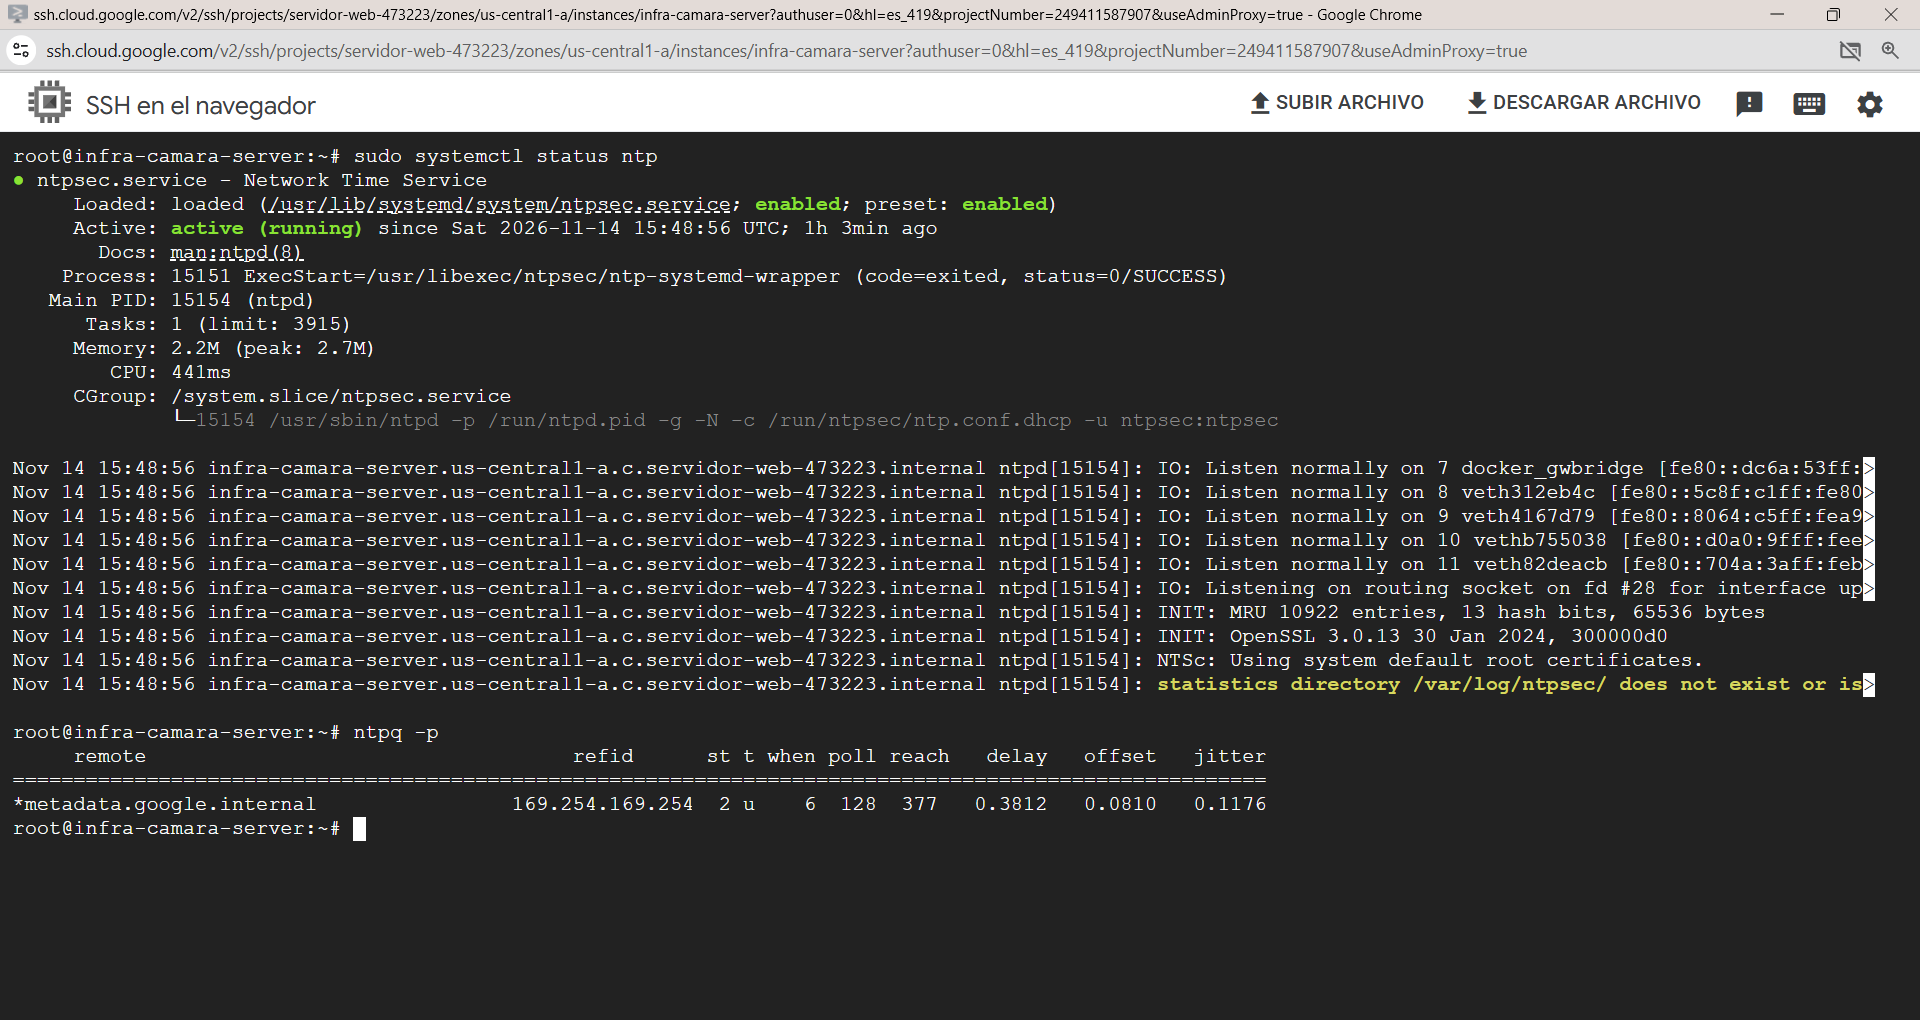 ssh.cloud.google.com/v2/ssh/projects/servidor-web-473223/zones/us-central1-a/instances/infra-camara-server?authuser=0&hl=es_419&projectNumber=249411587907&useAdminProxy=true - Google Chrome
ssh.cloud.google.com/v2/ssh/projects/servidor-web-473223/zones/us-central1-a/instances/infra-camara-server?authuser=0&hl=es_419&projectNumber=249411587907&useAdminProxy=true
SSH en el navegador
SUBIR ARCHIVO
DESCARGAR ARCHIVO
root@infra-camara-server:~# sudo systemctl status ntp
● ntpsec.service - Network Time Service
Loaded: loaded (/usr/lib/systemd/system/ntpsec.service; enabled; preset: enabled)
Active: active (running) since Sat 2026-11-14 15:48:56 UTC; 1h 3min ago
Docs: man:ntpd(8)
Process: 15151 ExecStart=/usr/libexec/ntpsec/ntp-systemd-wrapper (code=exited, status=0/SUCCESS)
Main PID: 15154 (ntpd)
Tasks: 1 (limit: 3915)
Memory: 2.2M (peak: 2.7M)
CPU: 441ms
CGroup: /system.slice/ntpsec.service
└─15154 /usr/sbin/ntpd -p /run/ntpd.pid -g -N -c /run/ntpsec/ntp.conf.dhcp -u ntpsec:ntpsec
Nov 14 15:48:56 infra-camara-server.us-central1-a.c.servidor-web-473223.internal ntpd[15154]: IO: Listen normally on 7 docker_gwbridge [fe80::dc6a:53ff:>
Nov 14 15:48:56 infra-camara-server.us-central1-a.c.servidor-web-473223.internal ntpd[15154]: IO: Listen normally on 8 veth312eb4c [fe80::5c8f:c1ff:fe80>
Nov 14 15:48:56 infra-camara-server.us-central1-a.c.servidor-web-473223.internal ntpd[15154]: IO: Listen normally on 9 veth4167d79 [fe80::8064:c5ff:fea9>
Nov 14 15:48:56 infra-camara-server.us-central1-a.c.servidor-web-473223.internal ntpd[15154]: IO: Listen normally on 10 vethb755038 [fe80::d0a0:9fff:fee>
Nov 14 15:48:56 infra-camara-server.us-central1-a.c.servidor-web-473223.internal ntpd[15154]: IO: Listen normally on 11 veth82deacb [fe80::704a:3aff:feb>
Nov 14 15:48:56 infra-camara-server.us-central1-a.c.servidor-web-473223.internal ntpd[15154]: IO: Listening on routing socket on fd #28 for interface up>
Nov 14 15:48:56 infra-camara-server.us-central1-a.c.servidor-web-473223.internal ntpd[15154]: INIT: MRU 10922 entries, 13 hash bits, 65536 bytes
Nov 14 15:48:56 infra-camara-server.us-central1-a.c.servidor-web-473223.internal ntpd[15154]: INIT: OpenSSL 3.0.13 30 Jan 2024, 300000d0
Nov 14 15:48:56 infra-camara-server.us-central1-a.c.servidor-web-473223.internal ntpd[15154]: NTSc: Using system default root certificates.
Nov 14 15:48:56 infra-camara-server.us-central1-a.c.servidor-web-473223.internal ntpd[15154]: statistics directory /var/log/ntpsec/ does not exist or is>
root@infra-camara-server:~# ntpq -p
remote refid st t when poll reach delay offset jitter
=======================================================================================================
*metadata.google.internal 169.254.169.254 2 u 6 128 377 0.3812 0.0810 0.1176
root@infra-camara-server:~#